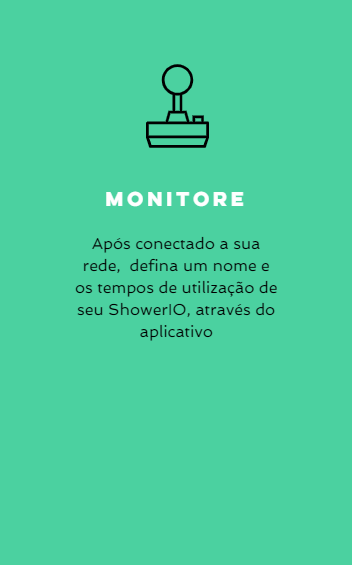 MONITORE
Após conectado a sua
rede, defina um nome e
os tempos de utilização de
seu ShowerIO, através do
aplicativo